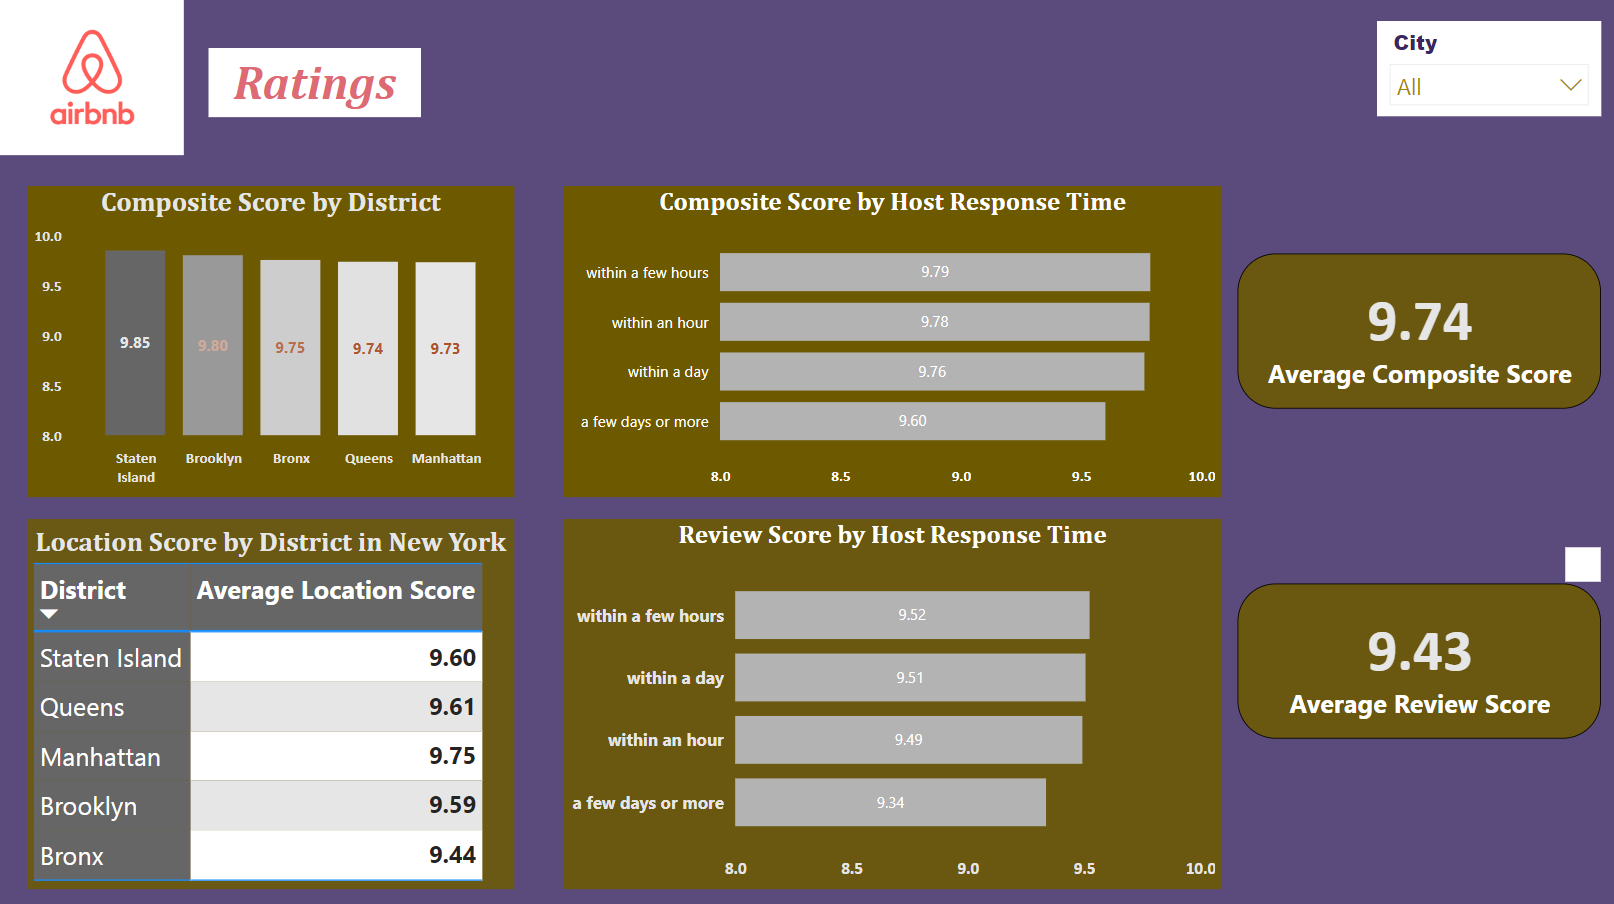 airbnb
Ratings
City
All
Composite Score by District
10.0
9.5
9.0
8.5
8.0
9.85
9.80
9.75
9.74
9.73
Staten Island
Brooklyn
Bronx
Queens
Manhattan
Composite Score by Host Response Time
within a few hours
9.79
within an hour
9.78
within a day
9.76
a few days or more
9.60
8.0 8.5 9.0 9.5 10.0
9.74
Average Composite Score
Location Score by District in New York
District Average Location Score
Staten Island 9.60
Queens 9.61
Manhattan 9.75
Brooklyn 9.59
Bronx 9.44
Review Score by Host Response Time
within a few hours
9.52
within a day
9.51
within an hour
9.49
a few days or more
9.34
8.0 8.5 9.0 9.5 10.0
9.43
Average Review Score